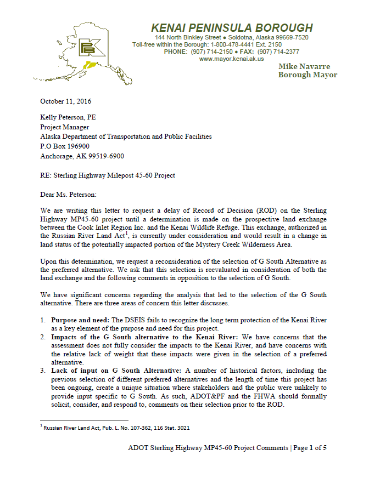 KENAI PENINSULA BOROUGH
144 North Binkley Street ● Soldotna, Alaska 99669-7520
Toll-free within the Borough: 1-800-478-4441 Ext. 2150
PHONE: (907) 714-2150 ● FAX: (907) 714-2377
www.mayor.kenai.ak.us
Mike Navarre
Borough Mayor
October 11, 2016
Kelly Peterson, PE
Project Manager
Alaska Department of Transportation and Public Facilities
P.O Box 196900
Anchorage, AK 99519-6900
RE: Sterling Highway Milepost 45-60 Project
Dear Ms. Peterson:
We are writing this letter to request a delay of Record of Decision (ROD) on the Sterling
Highway MP45-60 project until a determination is made on the prospective land exchange
between the Cook Inlet Region Inc. and the Kenai Wildlife Refuge. This exchange, authorized in
the Russian River Land Act1, is currently under consideration and would result in a change in
land status of the potentially impacted portion of the Mystery Creek Wilderness Area.
Upon this determination, we request a reconsideration of the selection of G South Alternative as
the preferred alternative. We ask that this selection is reevaluated in consideration of both the
land exchange and the following comments in opposition to the selection of G South.
We have significant concerns regarding the analysis that led to the selection of the G South
alternative. There are three areas of concern this letter discusses.
1. Purpose and need: The DSEIS fails to recognize the long term protection of the Kenai River
as a key element of the purpose and need for this project.
2. Impacts of the G South alternative to the Kenai River: We have concerns that the
assessment does not fully consider the impacts to the Kenai River, and have concerns with
the relative lack of weight that these impacts were given in the selection of a preferred
alternative.
3. Lack of input on G South Alternative: A number of historical factors, including the
previous selection of different preferred alternatives and the length of time this project has
been ongoing, create a unique situation where stakeholders and the public were unlikely to
provide input specific to G South. As such, ADOT&PF and the FHWA should formally
solicit, consider, and respond to, comments on their selection prior to the ROD.
1 Russian River Land Act, Pub. L. No. 107-362, 116 Stat. 3021
ADOT Sterling Highway MP45-60 Project Comments | Page 1 of 5